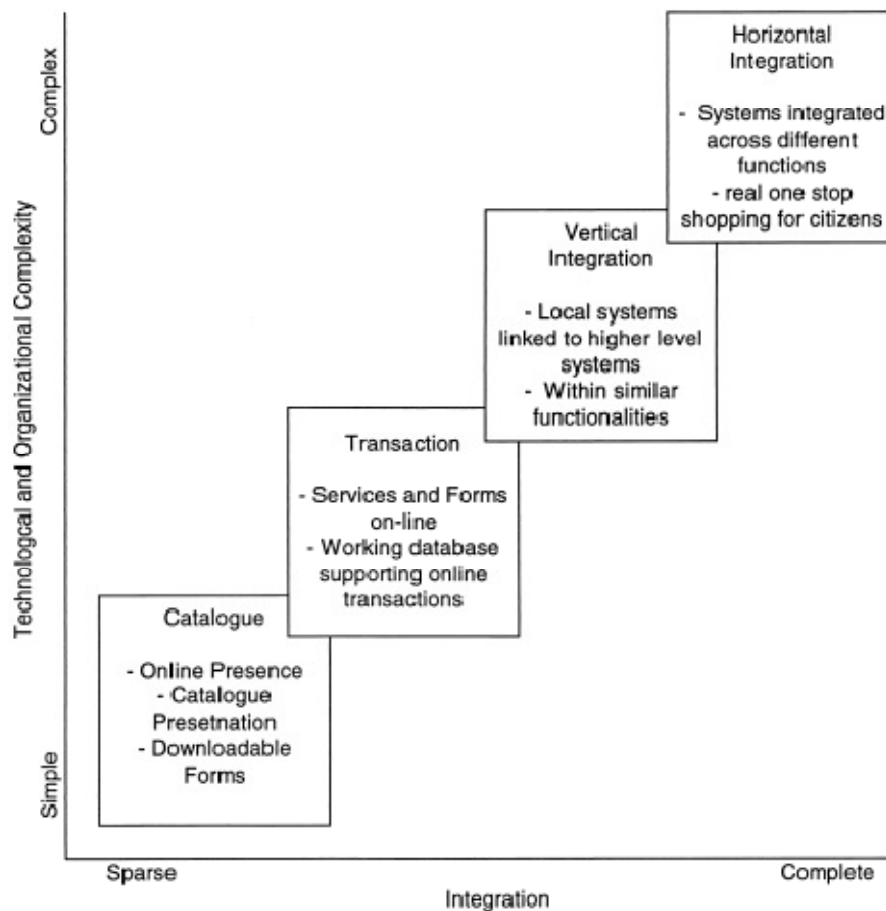 Complex
Technologcal and Organizational Complexity
Simple
Horizontal
Integration
- Systems integrated
across different
functions
- real one stop
shopping for citizens
Vertical
Integration
- Local systems
linked to higher level
systems
- Within similar
functionalities
Transaction
- Services and Forms
on-line
- Working database
supporting online
transactions
Catalogue
- Online Presence
- Catalogue
Presetnation
- Downloadable
Forms
Sparse
Complete
Integration